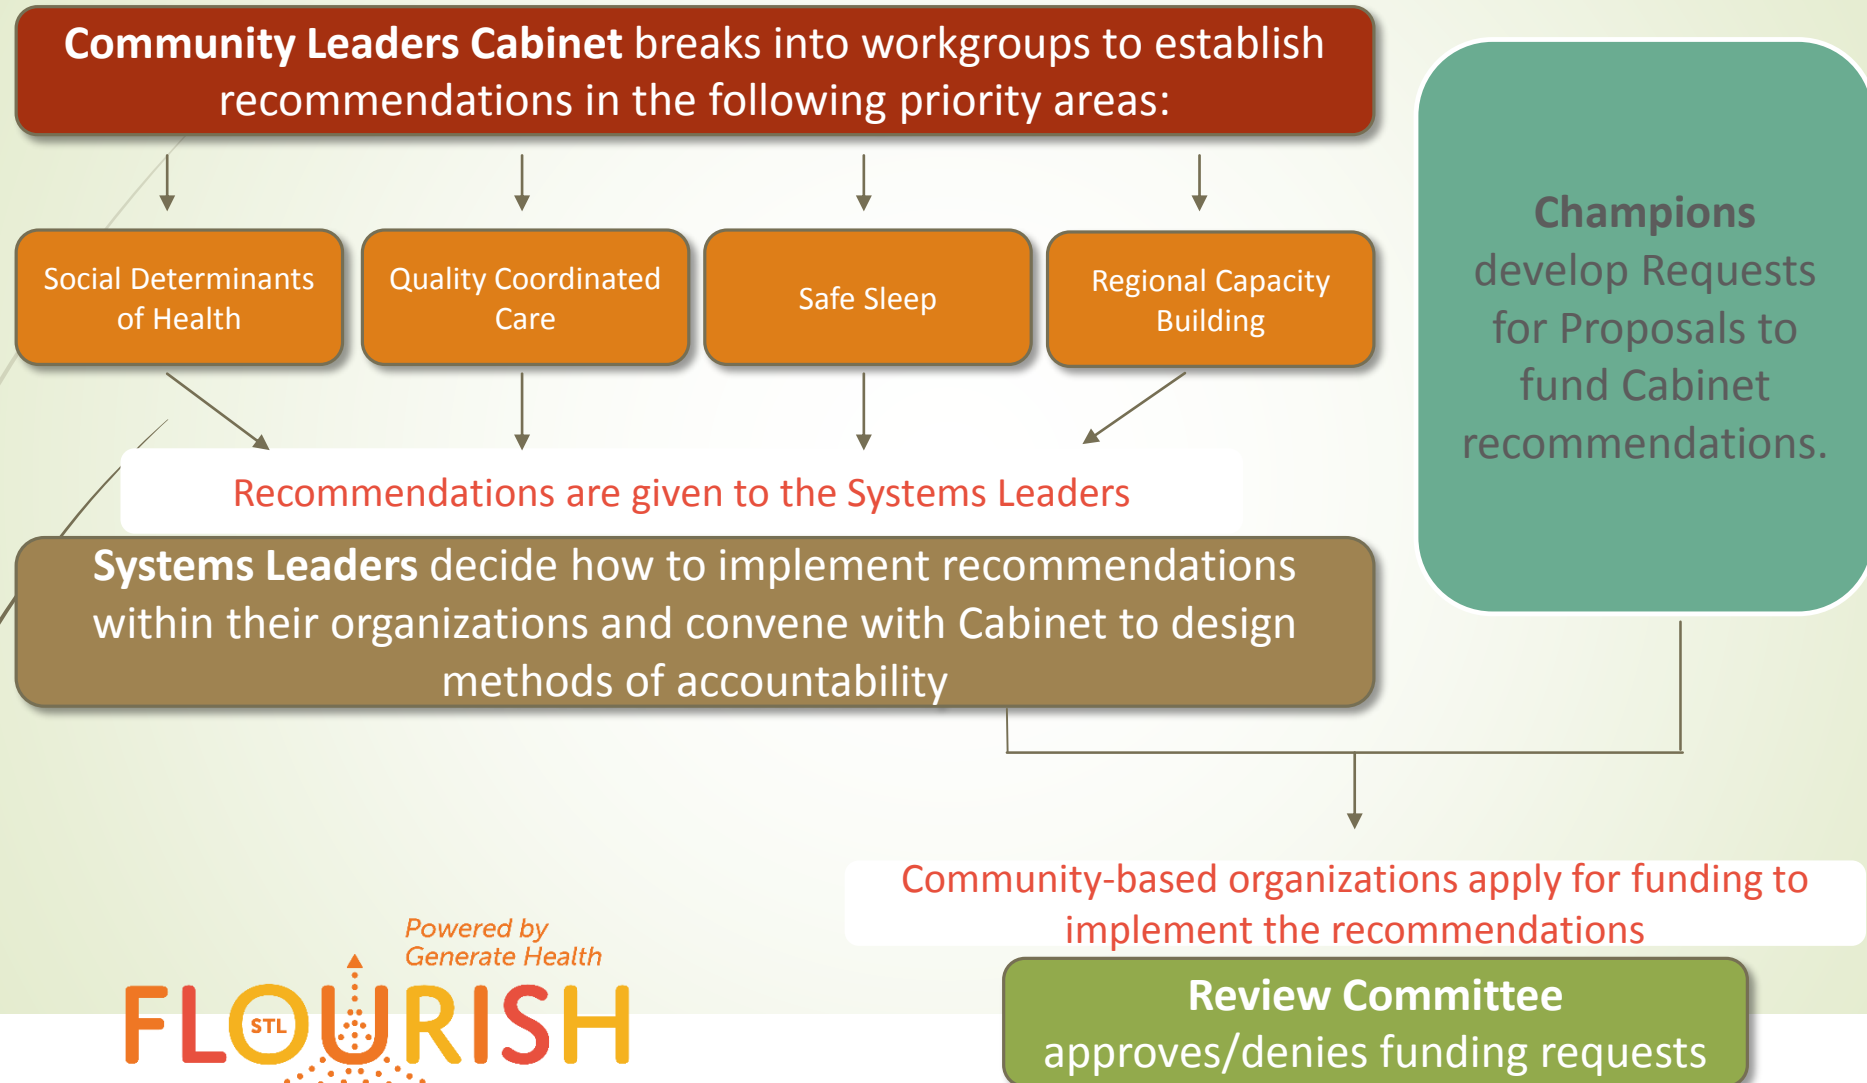 Community Leaders Cabinet breaks into workgroups to establish
recommendations in the following priority areas:
Social Determinants
of Health
Quality Coordinated
Care
Safe Sleep
Regional Capacity
Building
Recommendations are given to the Systems Leaders
Systems Leaders decide how to implement recommendations
within their organizations and convene with Cabinet to design
methods of accountability
Champions
develop Requests
for Proposals to
fund Cabinet
recommendations.
Community-based organizations apply for funding to
implement the recommendations
Review Committee
approves/denies funding requests
Powered by
Generate Health
FLOURISH
STL